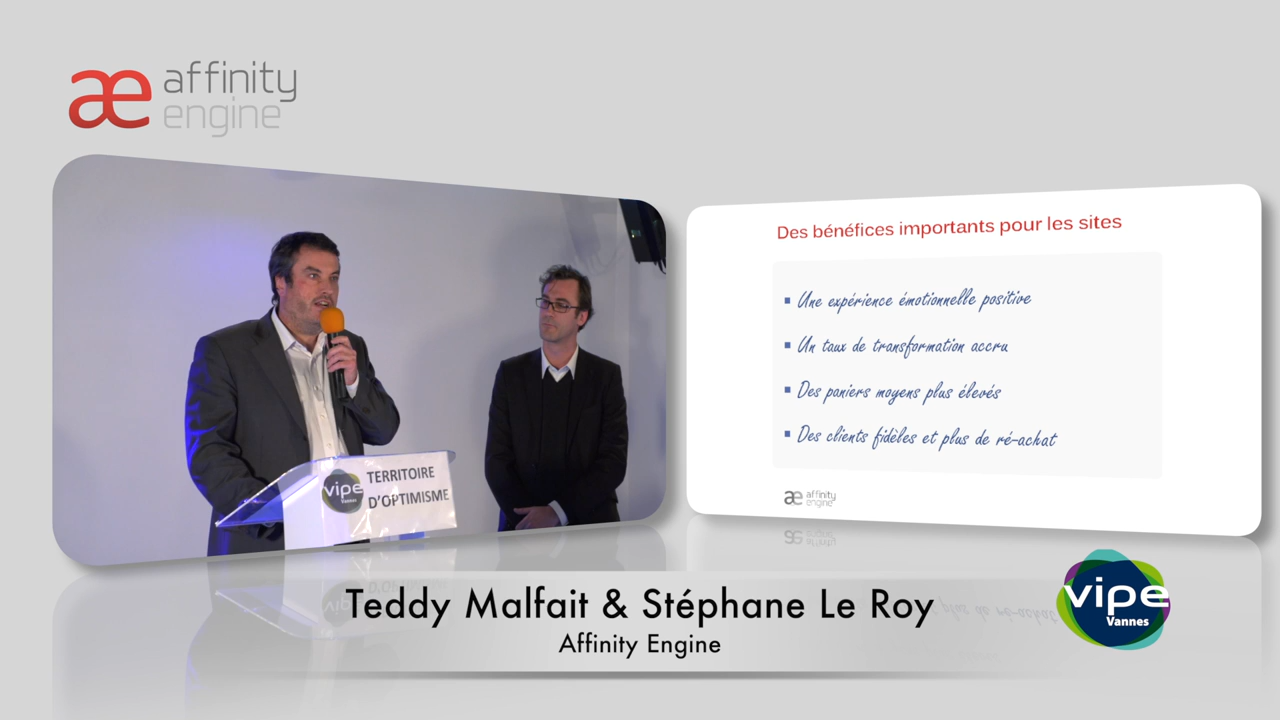 æ affinity
engine
vipe
Vannes
TERRITOIRE
D'OPTIMISME
Des bénéfices importants pour les sites
▪ Une expérience émotionnelle positive
▪ Un taux de transformation accru
▪ Des paniers moyens plus élevés
▪ Des clients fidèles et plus de ré-achat
æ affinity
engine
Teddy Malfait & Stéphane Le Roy
Affinity Engine
vipe
Vannes